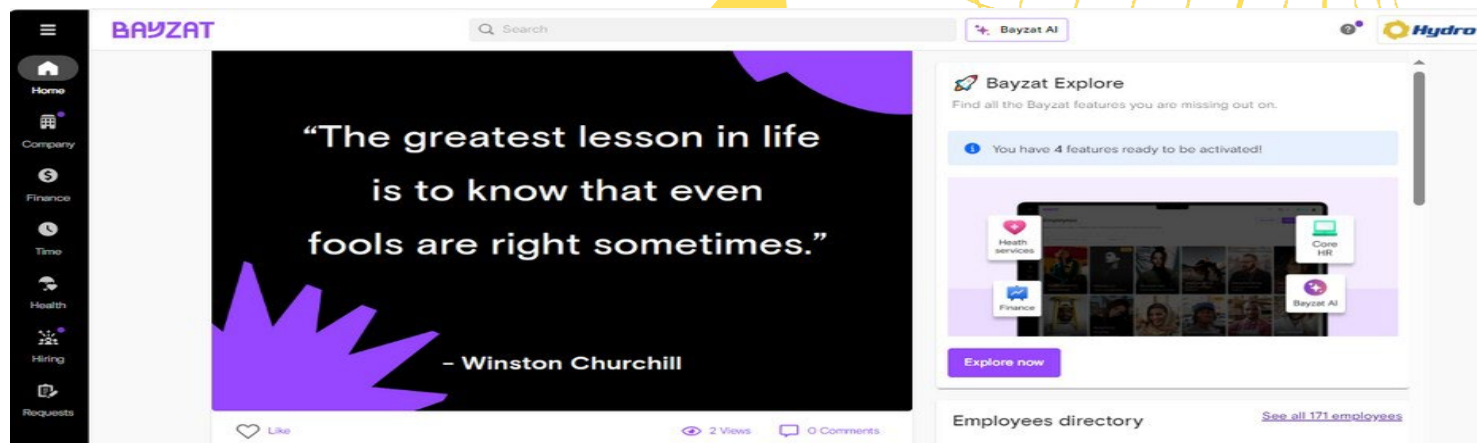 BAYZAT
Search
Bayzat AI
Hydro
Home
Company
Finance
Time
Health
Hiring
Requests
“The greatest lesson in life
is to know that even
fools are right sometimes.”
– Winston Churchill
Like
2 Views
0 Comments
Bayzat Explore
Find all the Bayzat features you are missing out on.
You have 4 features ready to be activated!
Heath
services
Core
HR
Finance
Bayzat AI
Explore now
Employees directory
See all 171 employees